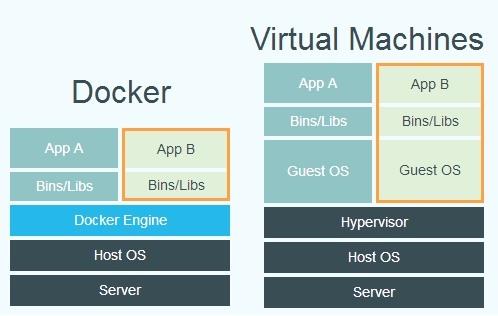 Docker
App A
App B
Bins/Libs
Bins/Libs
Docker Engine
Host OS
Server
Virtual Machines
App A
App B
Bins/Libs
Bins/Libs
Guest OS
Guest OS
Hypervisor
Host OS
Server